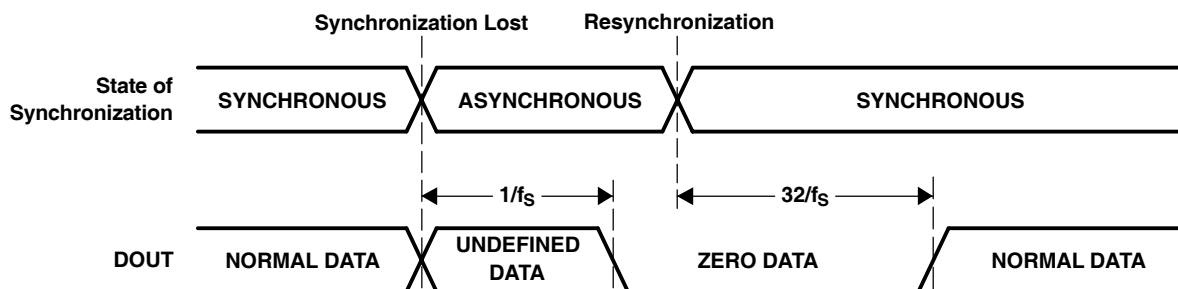 Synchronization Lost
Resynchronization
State of
Synchronization
SYNCHRONOUS
ASYNCHRONOUS
SYNCHRONOUS
1/fS
32/fS
DOUT
NORMAL DATA
UNDEFINED
DATA
ZERO DATA
NORMAL DATA